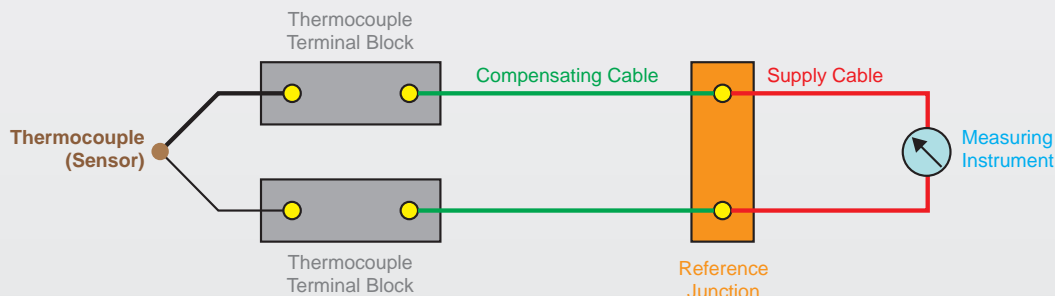 Thermocouple
Terminal Block
Compensating Cable
Supply Cable
Thermocouple
(Sensor)
Measuring
Instrument
Thermocouple
Terminal Block
Reference
Junction